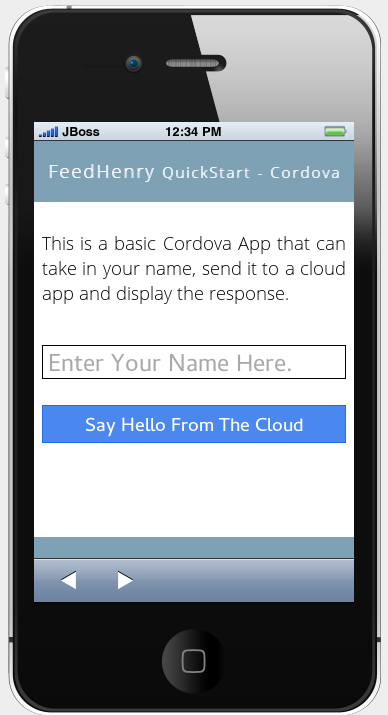 JBoss 12:34 PM
FeedHenry QuickStart - Cordova
This is a basic Cordova App that can
take in your name, send it to a cloud
app and display the response.
Enter Your Name Here.
Say Hello From The Cloud